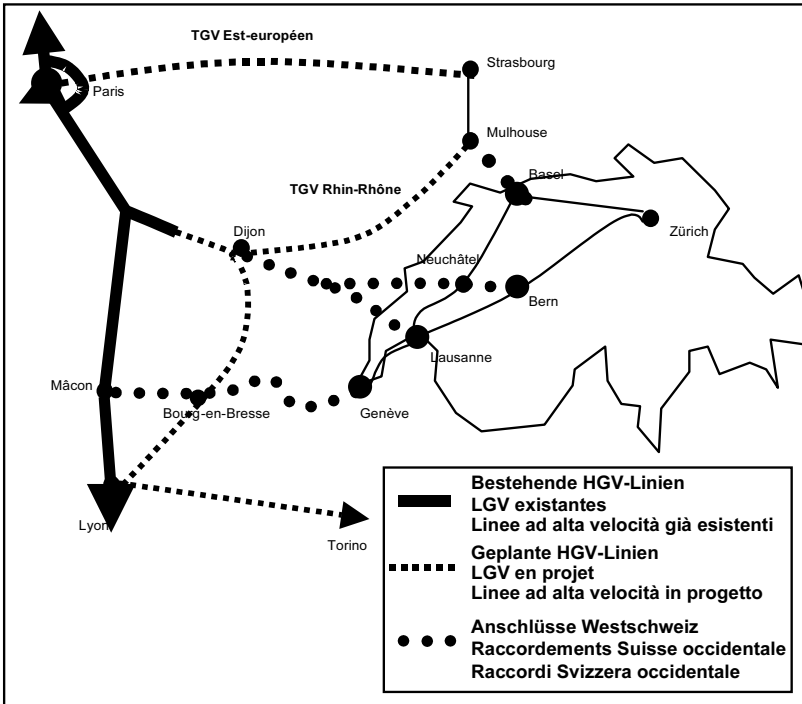 TGV Est-européen
Strasbourg
Paris
Mulhouse
Basel
TGV Rhin-Rhône
Zürich
Dijon
Neuchâtel
Bern
Lausanne
Mâcon
Bourg-en-Bresse
Genève
Lyon
Torino
Bestehende HGV-Linien
LGV existantes
Linee ad alta velocità già esistenti
Geplante HGV-Linien
LGV en projet
Linee ad alta velocità in progetto
Anschlüsse Westschweiz
Raccordements Suisse occidentale
Raccordi Svizzera occidentale